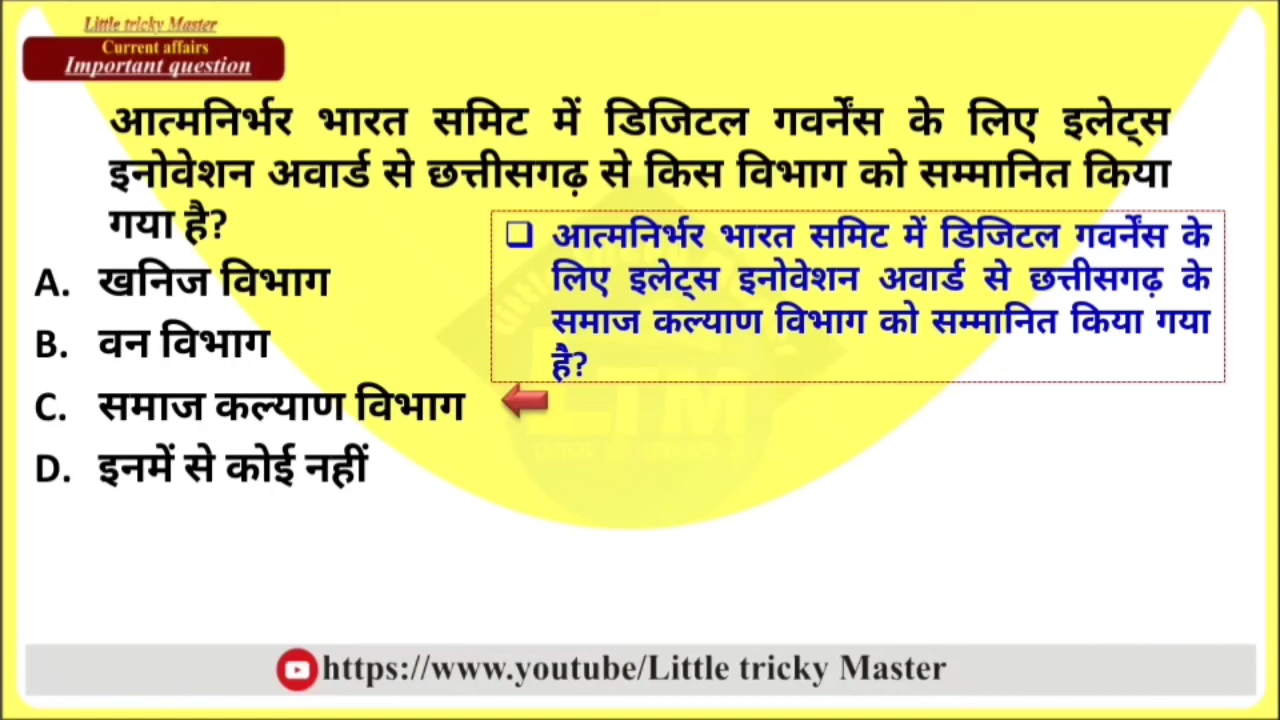 Little tricky Master
Current affairs
Important question
आत्मनिर्भर भारत समिट में डिजिटल गवर्नेंस के लिए इलेट्स
इनोवेशन अवार्ड से छत्तीसगढ़ से किस विभाग को सम्मानित किया
गया है?
A. खनिज विभाग
B. वन विभाग
C. समाज कल्याण विभाग
D. इनमें से कोई नहीं
❑ आत्मनिर्भर भारत समिट में डिजिटल गवर्नेंस के
लिए इलेट्स इनोवेशन अवार्ड से छत्तीसगढ़ के
समाज कल्याण विभाग को सम्मानित किया गया
है?
LTM
https://www.youtube/Little tricky Master